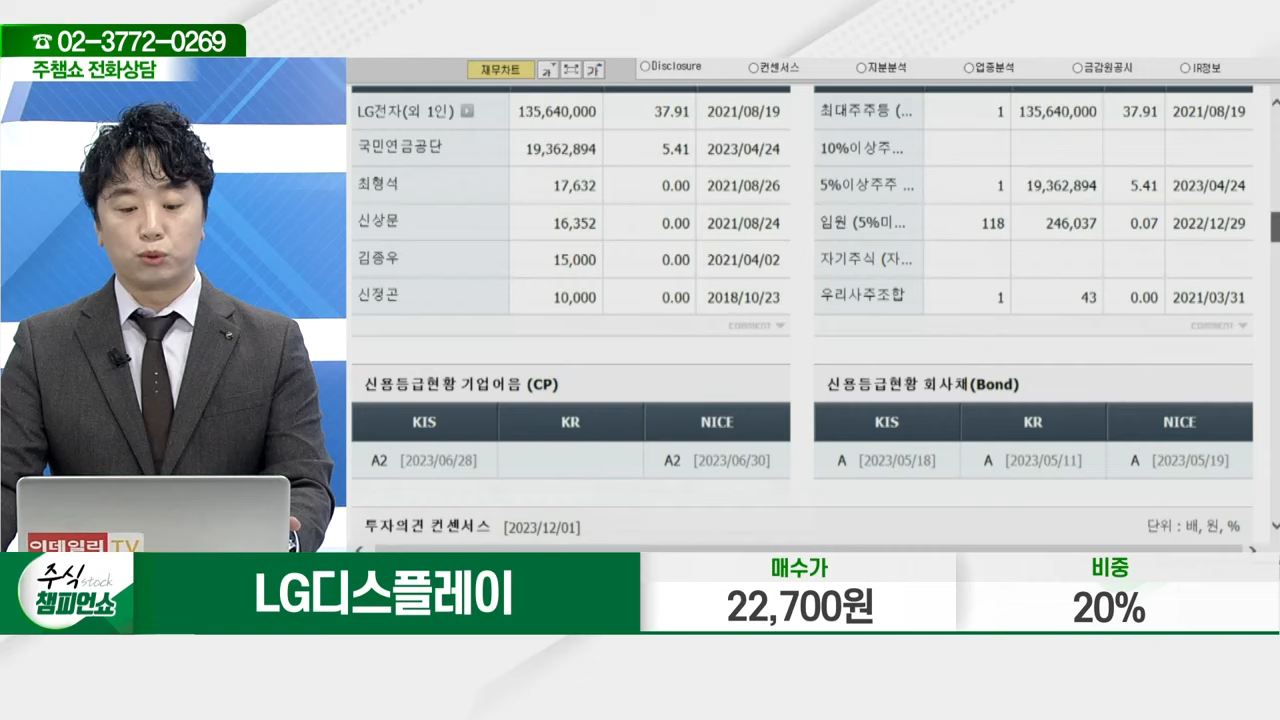 ☎ 02-3772-0269
주챔쇼 전화상담
재무차트 가 가 Disclosure 컨센서스 지분분석 업종분석 금감원공시 IR정보
LG전자(외 1인) 135,640,000 37.91 2021/08/19
국민연금공단 19,362,894 5.41 2023/04/24
최형석 17,632 0.00 2021/08/26
신상문 16,352 0.00 2021/08/24
김종우 15,000 0.00 2021/04/02
신정곤 10,000 0.00 2018/10/23
COMMENT
최대주주등 (... 1 135,640,000 37.91 2021/08/19
10%이상주...
5%이상주주 ... 1 19,362,894 5.41 2023/04/24
임원 (5%미... 118 246,037 0.07 2022/12/29
자기주식 (자...
우리사주조합 1 43 0.00 2021/03/31
COMMENT
신용등급현황 기업어음 (CP)
KIS KR NICE
A2 [2023/06/28] A2 [2023/06/30]
신용등급현황 회사채(Bond)
KIS KR NICE
A [2023/05/18] A [2023/05/11] A [2023/05/19]
투자의견 컨센서스 [2023/12/01] 단위 : 배, 원, %
이데일리 TV
주식 stock
챔피언쇼
LG디스플레이
매수가
22,700원
비중
20%